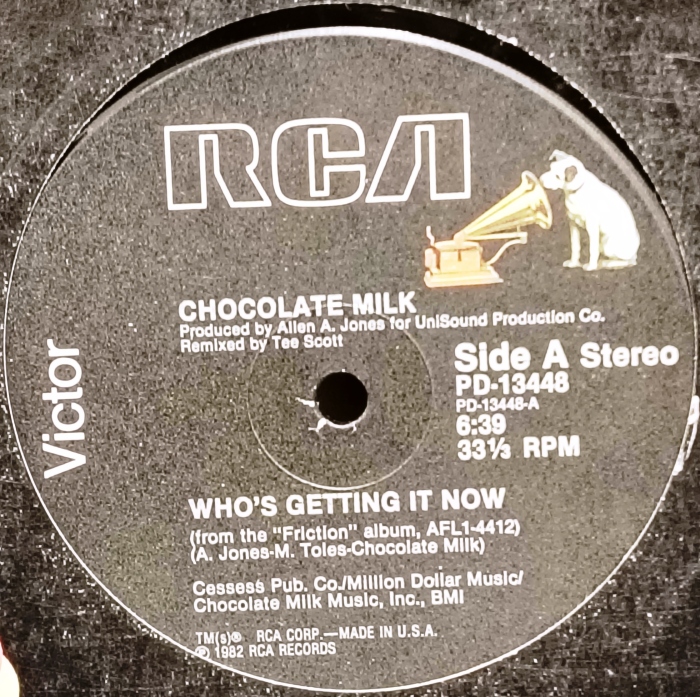 RCA
Victor
CHOCOLATE MILK
Produced by Allen A. Jones for UniSound Production Co.
Remixed by Tee Scott
Side A Stereo
PD-13448
PD-13448-A
6:39
33⅓ RPM
WHO'S GETTING IT NOW
(from the "Friction" album, AFL1-4412)
(A. Jones-M. Toles-Chocolate Milk)
Cessess Pub. Co./Million Dollar Music/
Chocolate Milk Music, Inc., BMI
TM(s)® RCA CORP.—MADE IN U.S.A.
℗ 1982 RCA RECORDS